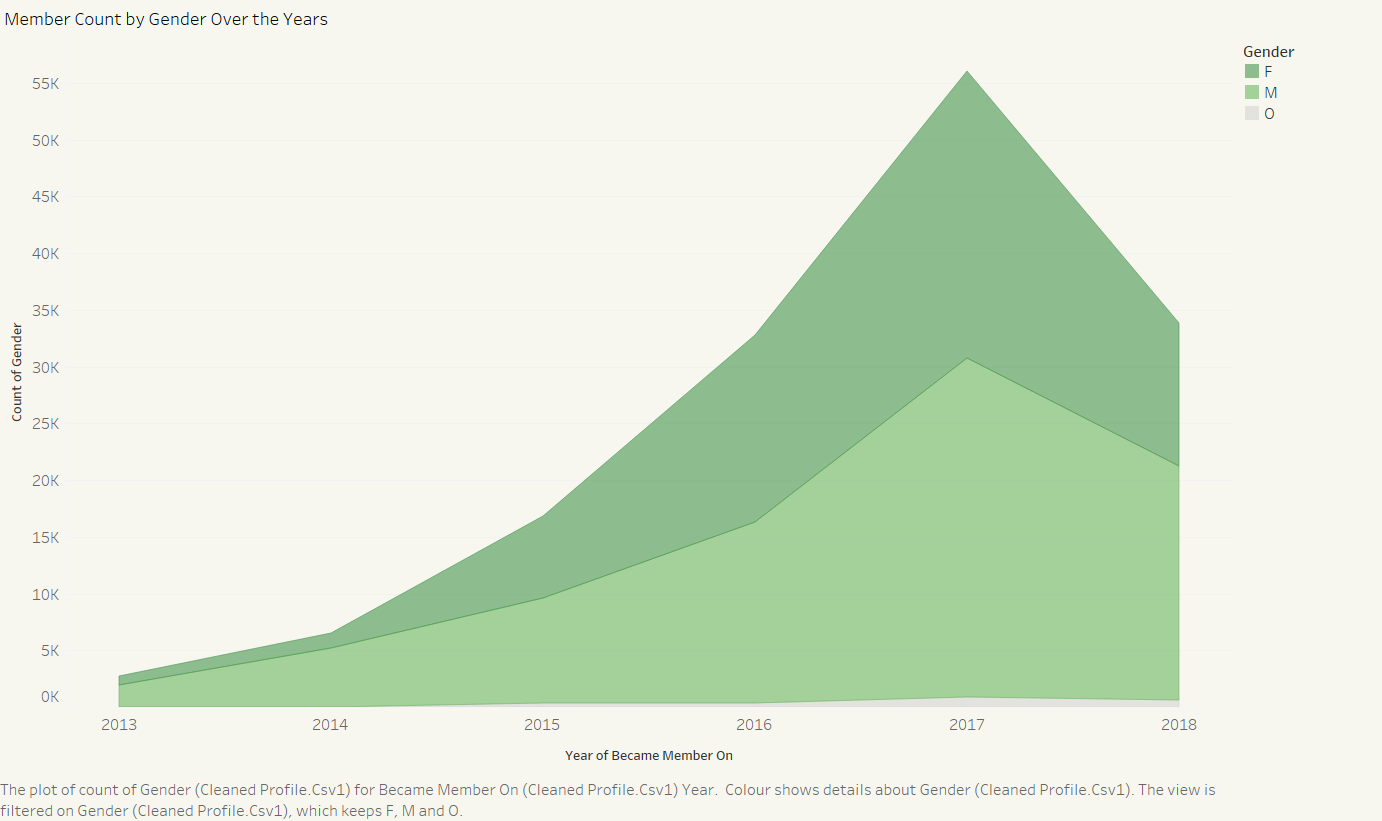 Member Count by Gender Over the Years
Gender
F
M
O
55K
50K
45K
40K
35K
30K
25K
20K
15K
10K
5K
0K
Count of Gender
2013 2014 2015 2016 2017 2018
Year of Became Member On
The plot of count of Gender (Cleaned Profile.Csv1) for Became Member On (Cleaned Profile.Csv1) Year.  Colour shows details about Gender (Cleaned Profile.Csv1). The view is
filtered on Gender (Cleaned Profile.Csv1), which keeps F, M and O.